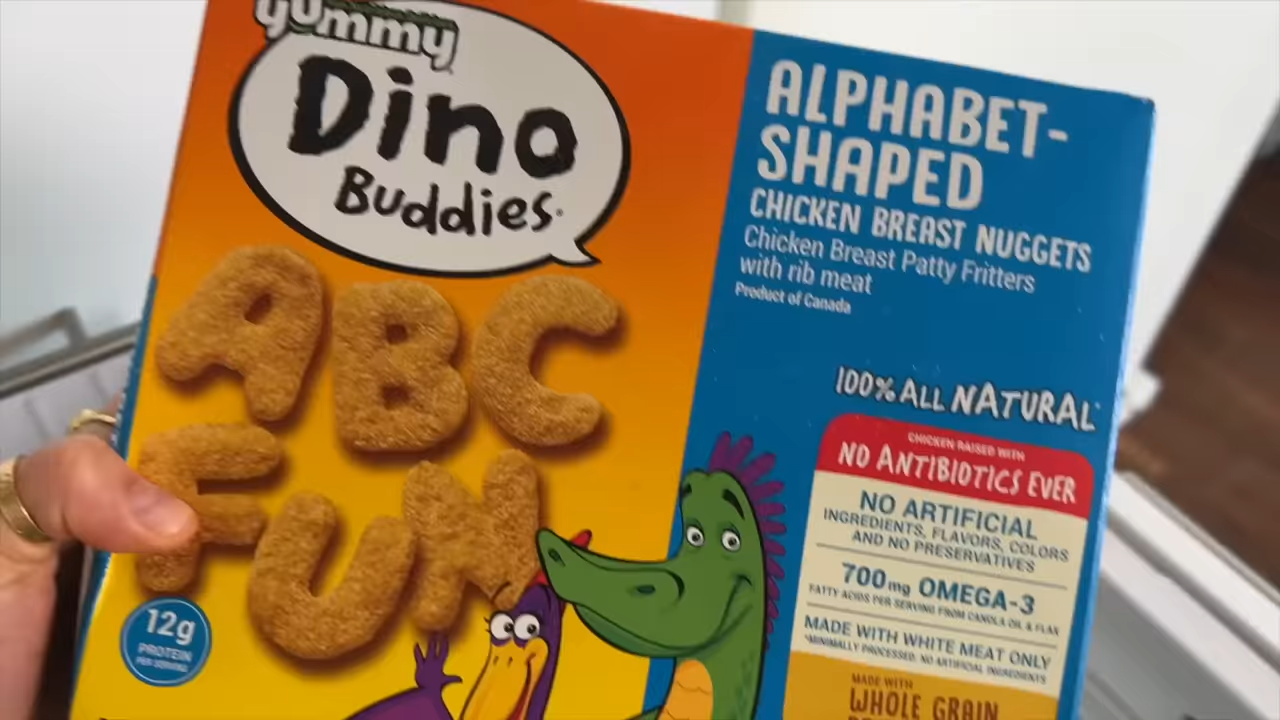 yummy
Dino
Buddies
ABC
FUN
12g
PROTEIN
PER SERVING
ALPHABET-
SHAPED
CHICKEN BREAST NUGGETS
Chicken Breast Patty Fritters
with rib meat
Product of Canada
100% ALL NATURAL*
CHICKEN RAISED WITH
NO ANTIBIOTICS EVER
NO ARTIFICIAL
INGREDIENTS, FLAVORS, COLORS
AND NO PRESERVATIVES
700mg OMEGA-3
FATTY ACIDS PER SERVING FROM CANOLA OIL & FLAX
MADE WITH WHITE MEAT ONLY
*MINIMALLY PROCESSED. NO ARTIFICIAL INGREDIENTS
MADE WITH
WHOLE GRAIN